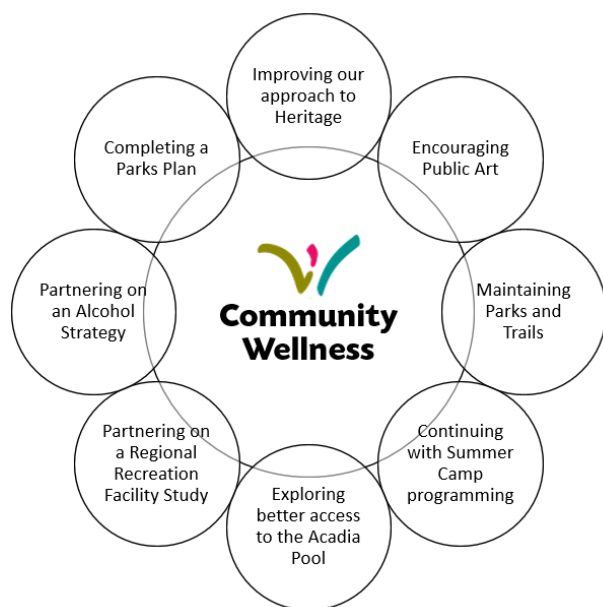 Improving our
approach to
Heritage
Encouraging
Public Art
Maintaining
Parks and
Trails
Continuing
with Summer
Camp
programming
Exploring
better access
to the Acadia
Pool
Partnering on
a Regional
Recreation
Facility Study
Partnering on
an Alcohol
Strategy
Completing a
Parks Plan
Community
Wellness